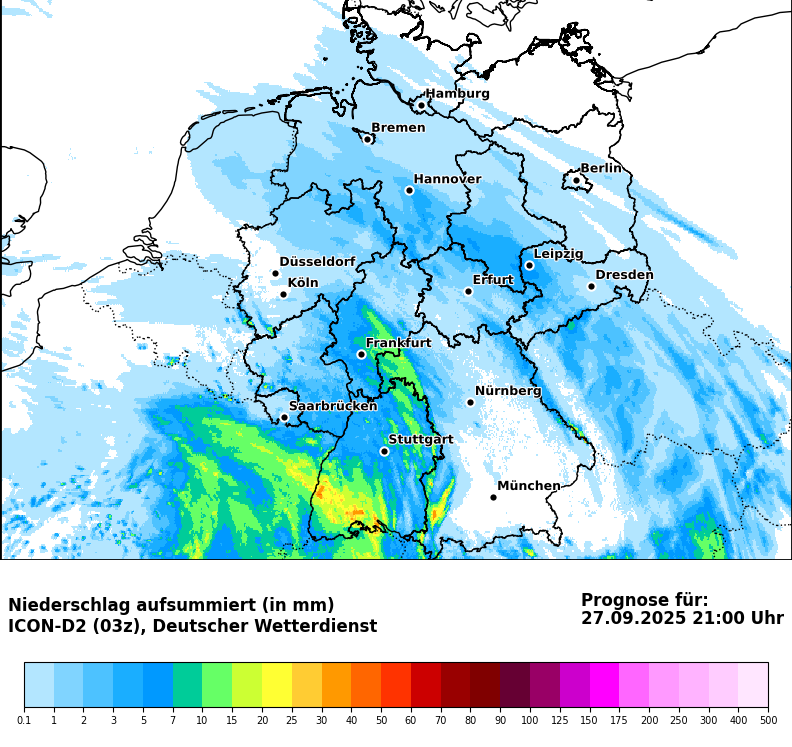 Hamburg
Bremen
Berlin
Hannover
Leipzig
Düsseldorf
Köln
Erfurt
Dresden
Frankfurt
Nürnberg
Saarbrücken
Stuttgart
München
Niederschlag aufsummiert (in mm)
ICON-D2 (03z), Deutscher Wetterdienst
Prognose für:
27.09.2025 21:00 Uhr
0.1 1 2 3 5 7 10 15 20 25 30 40 50 60 70 80 90 100 125 150 175 200 250 300 400 500